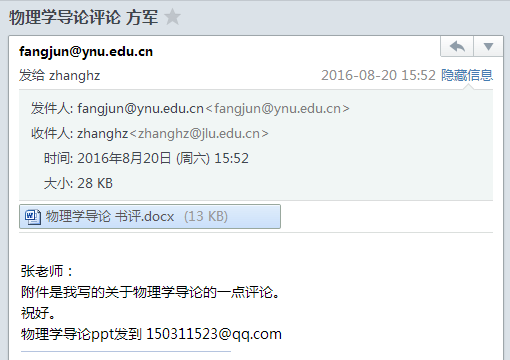 物理学导论评论 方军
fangjun@ynu.edu.cn
发给 zhanghz 2016-08-20 15:52 隐藏信息
发件人: fangjun@ynu.edu.cn<fangjun@ynu.edu.cn>
收件人: zhanghz<zhanghz@jlu.edu.cn>
时间: 2016年8月20日 (周六) 15:52
大小: 28 KB
物理学导论 书评.docx (13 KB)
张老师：
附件是我写的关于物理学导论的一点评论。
祝好。
物理学导论ppt发到 150311523@qq.com